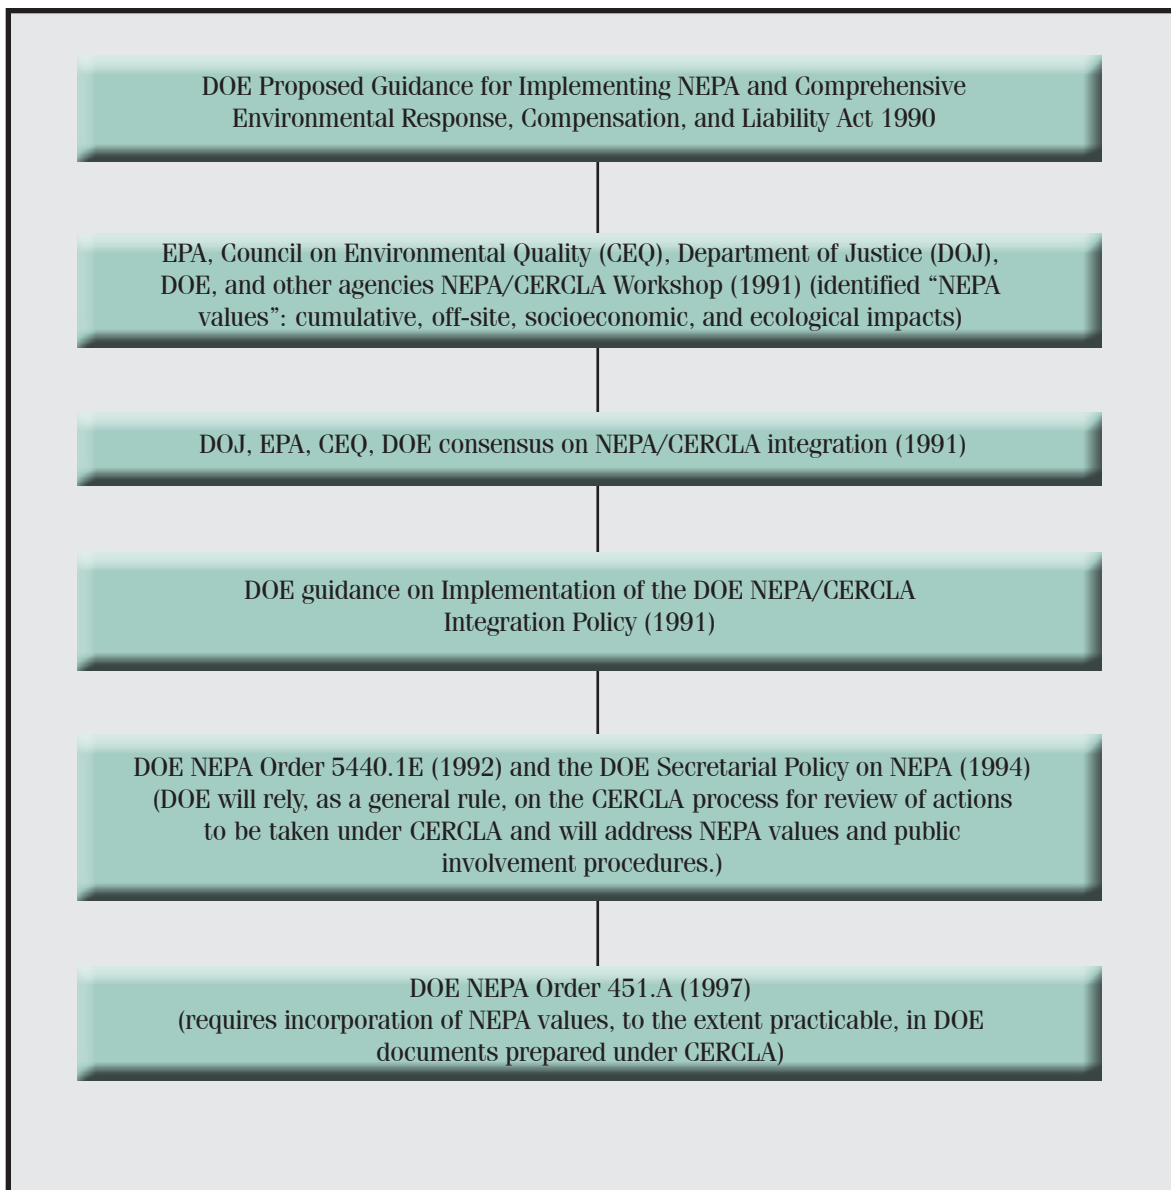 DOE Proposed Guidance for Implementing NEPA and Comprehensive
Environmental Response, Compensation, and Liability Act 1990
EPA, Council on Environmental Quality (CEQ), Department of Justice (DOJ),
DOE, and other agencies NEPA/CERCLA Workshop (1991) (identified “NEPA
values”: cumulative, off-site, socioeconomic, and ecological impacts)
DOJ, EPA, CEQ, DOE consensus on NEPA/CERCLA integration (1991)
DOE guidance on Implementation of the DOE NEPA/CERCLA
Integration Policy (1991)
DOE NEPA Order 5440.1E (1992) and the DOE Secretarial Policy on NEPA (1994)
(DOE will rely, as a general rule, on the CERCLA process for review of actions
to be taken under CERCLA and will address NEPA values and public
involvement procedures.)
DOE NEPA Order 451.A (1997)
(requires incorporation of NEPA values, to the extent practicable, in DOE
documents prepared under CERCLA)